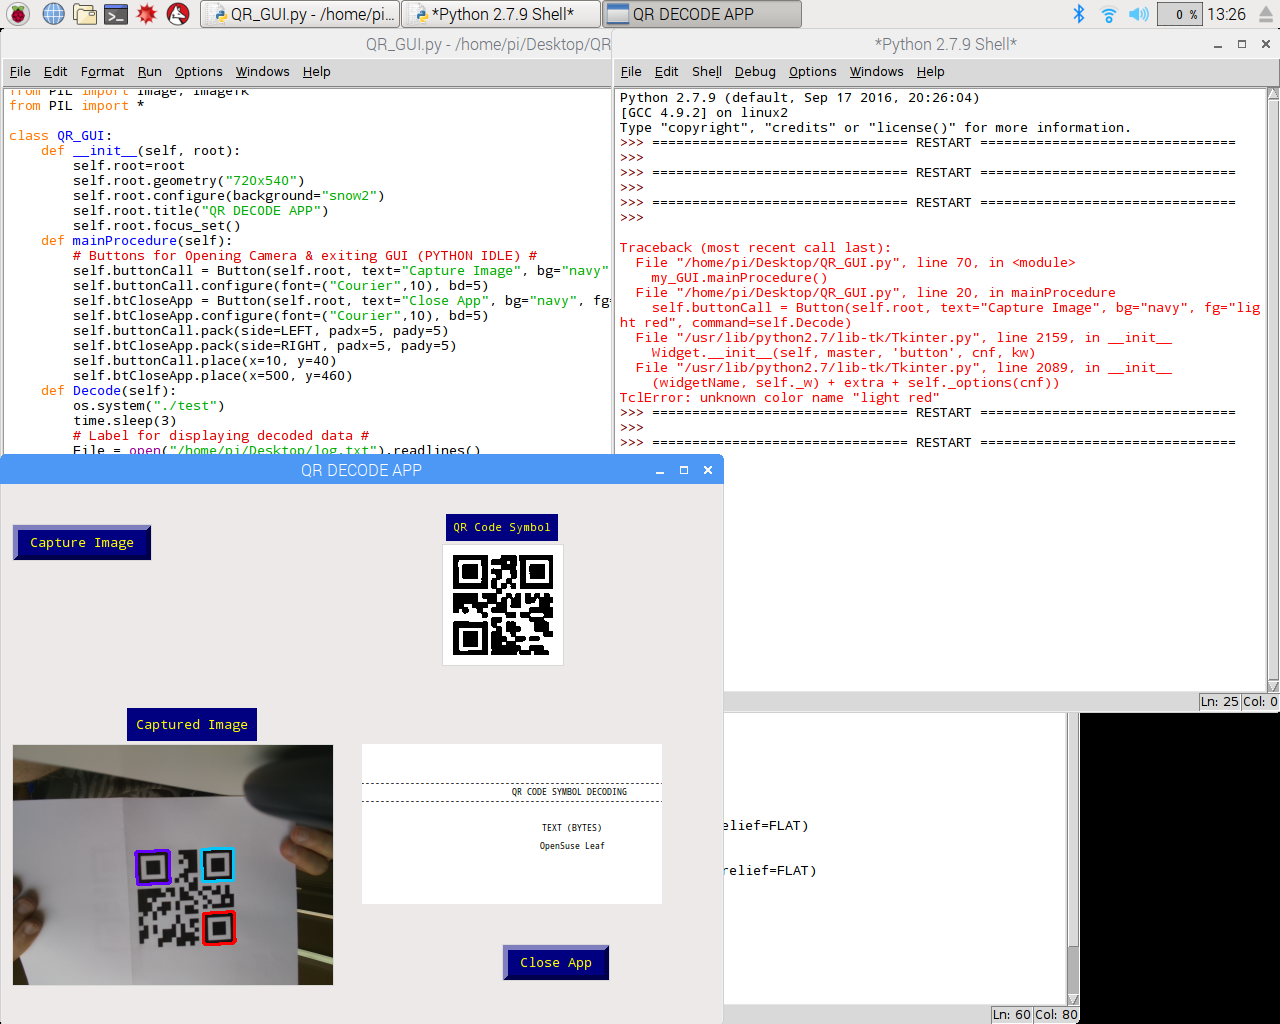 QR_GUI.py - /home/pi...
*Python 2.7.9 Shell*
QR DECODE APP
0 %
13:26
QR_GUI.py - /home/pi/Desktop/QR
File Edit Format Run Options Windows Help
from PIL import Image, ImageTk
from PIL import *
class QR_GUI:
    def __init__(self, root):
        self.root=root
        self.root.geometry("720x540")
        self.root.configure(background="snow2")
        self.root.title("QR DECODE APP")
        self.root.focus_set()
    def mainProcedure(self):
        # Buttons for Opening Camera & exiting GUI (PYTHON IDLE) #
        self.buttonCall = Button(self.root, text="Capture Image", bg="navy"
        self.buttonCall.configure(font=("Courier",10), bd=5)
        self.btCloseApp = Button(self.root, text="Close App", bg="navy", fg=
        self.btCloseApp.configure(font=("Courier",10), bd=5)
        self.buttonCall.pack(side=LEFT, padx=5, pady=5)
        self.btCloseApp.pack(side=RIGHT, padx=5, pady=5)
        self.buttonCall.place(x=10, y=40)
        self.btCloseApp.place(x=500, y=460)
    def Decode(self):
        os.system("./test")
        time.sleep(3)
        # Label for displaying decoded data #
        File = open("/home/pi/Desktop/log.txt").readlines()
*Python 2.7.9 Shell*
File Edit Shell Debug Options Windows Help
Python 2.7.9 (default, Sep 17 2016, 20:26:04)
[GCC 4.9.2] on linux2
Type "copyright", "credits" or "license()" for more information.
>>> ================================ RESTART ================================
>>>
>>> ================================ RESTART ================================
>>>
>>> ================================ RESTART ================================
>>>
Traceback (most recent call last):
  File "/home/pi/Desktop/QR_GUI.py", line 70, in <module>
    my_GUI.mainProcedure()
  File "/home/pi/Desktop/QR_GUI.py", line 20, in mainProcedure
    self.buttonCall = Button(self.root, text="Capture Image", bg="navy", fg="lig
ht red", command=self.Decode)
  File "/usr/lib/python2.7/lib-tk/Tkinter.py", line 2159, in __init__
    Widget.__init__(self, master, 'button', cnf, kw)
  File "/usr/lib/python2.7/lib-tk/Tkinter.py", line 2089, in __init__
    (widgetName, self._w) + extra + self._options(cnf))
TclError: unknown color name "light red"
>>> ================================ RESTART ================================
>>>
>>> ================================ RESTART ================================
Ln: 25 Col: 0
QR DECODE APP
Capture Image
QR Code Symbol
Captured Image
QR CODE SYMBOL DECODING
TEXT (BYTES)
OpenSuse Leaf
Close App
elief=FLAT)
relief=FLAT)
Ln: 60 Col: 80